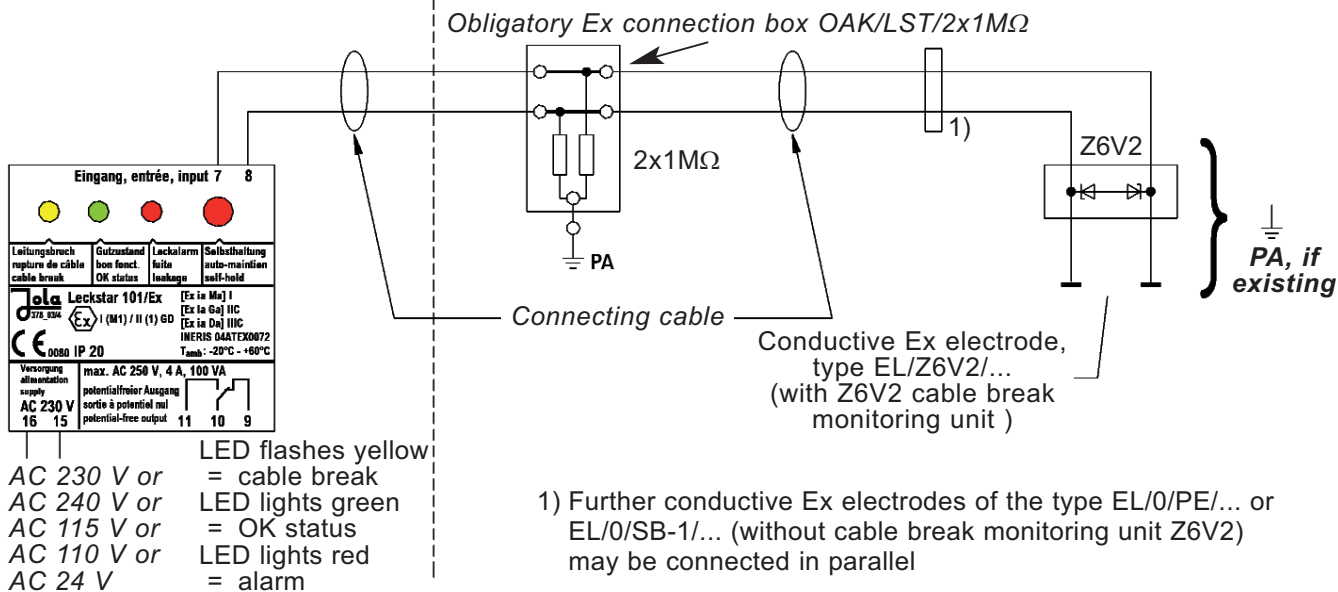 Obligatory Ex connection box OAK/LST/2x1MΩ
1)
2x1MΩ
Z6V2
PA
PA, if
existing
Connecting cable
Conductive Ex electrode,
type EL/Z6V2/...
(with Z6V2 cable break
monitoring unit )
Eingang, entrée, input 7 8
Leitungsbruch
rupture de câble
cable break
Gutzustand
bon fonct.
OK status
Leckalarm
fuite
leakage
Selbsthaltung
auto-maintien
self-hold
Jola
378_03/4
Leckstar 101/Ex
Ex I (M1) / II (1) GD
[Ex ia Ma] I
[Ex ia Ga] IIC
[Ex ia Da] IIIC
INERIS 04ATEX0072
Tamb: -20°C - +60°C
CE 0080 IP 20
Versorgung
alimentation
supply
AC 230 V
16 15
max. AC 250 V, 4 A, 100 VA
potentialfreier Ausgang
sortie à potentiel nul
potential-free output 11 10 9
AC 230 V or
AC 240 V or
AC 115 V or
AC 110 V or
AC 24 V
LED flashes yellow
= cable break
LED lights green
= OK status
LED lights red
= alarm
1) Further conductive Ex electrodes of the type EL/0/PE/... or
EL/0/SB-1/... (without cable break monitoring unit Z6V2)
may be connected in parallel